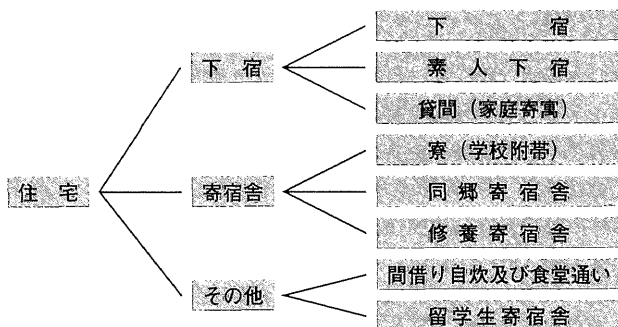 下宿
素人下宿
下宿
貸間（家庭寄寓）
寮（学校附帯）
住宅
寄宿舎
同郷寄宿舎
修養寄宿舎
間借り自炊及び食堂通い
その他
留学生寄宿舎